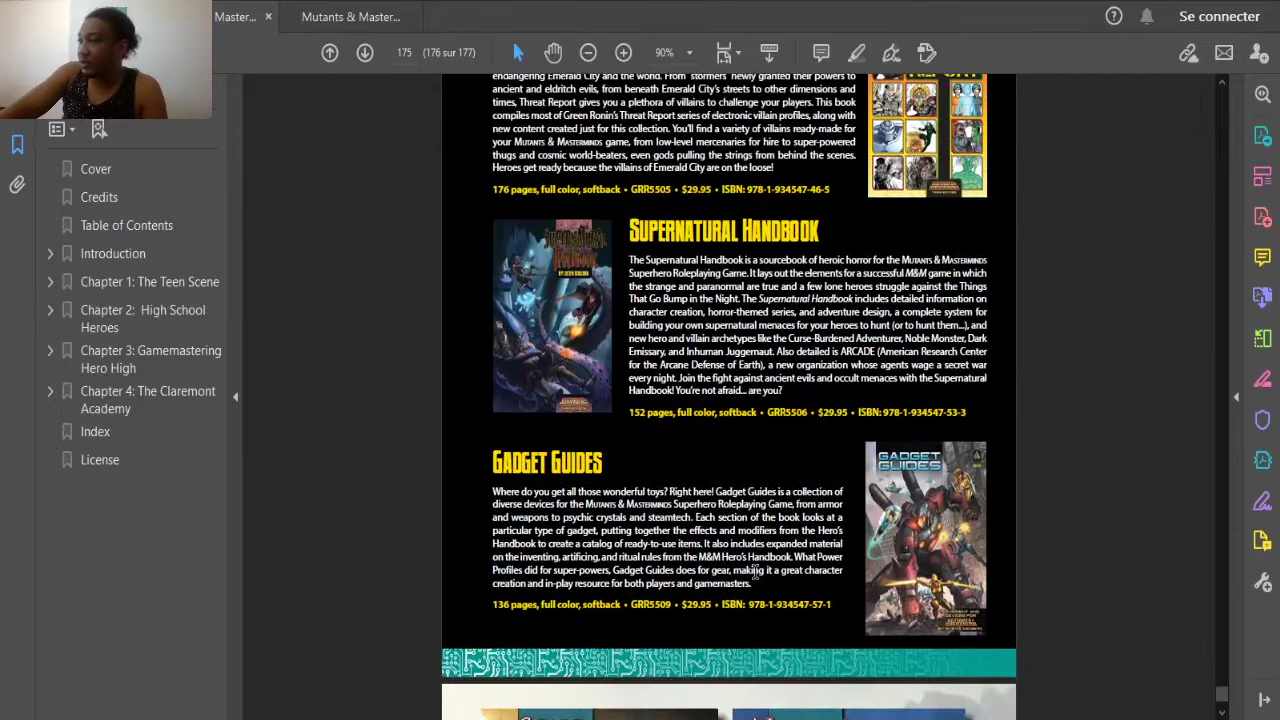 Master... × Mutants & Master... Se connecter
175 (176 sur 177) 90%
Cover
Credits
Table of Contents
Introduction
Chapter 1: The Teen Scene
Chapter 2: High School
Heroes
Chapter 3: Gamemastering
Hero High
Chapter 4: The Claremont
Academy
Index
License
endangering Emerald City and the world. From 'stormers' newly granted their powers to
ancient and eldritch evils, from beneath Emerald City's streets to other dimensions and
times, Threat Report gives you a plethora of villains to challenge your players. This book
compiles most of Green Ronin's Threat Report series of electronic villain profiles, along with
new content created just for this collection. You'll find a variety of villains ready-made for
your MUTANTS & MASTERMINDS game, from low-level mercenaries for hire to super-powered
thugs and cosmic world-beaters, even gods pulling the strings from behind the scenes.
Heroes get ready because the villains of Emerald City are on the loose!
176 pages, full color, softback • GRR5505 • $29.95 • ISBN: 978-1-934547-46-5
SUPERNATURAL HANDBOOK
The Supernatural Handbook is a sourcebook of heroic horror for the MUTANTS & MASTERMINDS
Superhero Roleplaying Game. It lays out the elements for a successful M&M game in which
the strange and paranormal are true and a few lone heroes struggle against the Things
That Go Bump in the Night. The Supernatural Handbook includes detailed information on
character creation, horror-themed series, and adventure design, a complete system for
building your own supernatural menaces for your heroes to hunt (or to hunt them...), and
new hero and villain archetypes like the Curse-Burdened Adventurer, Noble Monster, Dark
Emissary, and Inhuman Juggernaut. Also detailed is ARCADE (American Research Center
for the Arcane Defense of Earth), a new organization whose agents wage a secret war
every night. Join the fight against ancient evils and occult menaces with the Supernatural
Handbook! You're not afraid... are you?
152 pages, full color, softback • GRR5506 • $29.95 • ISBN: 978-1-934547-53-3
GADGET GUIDES
Where do you get all those wonderful toys? Right here! Gadget Guides is a collection of
diverse devices for the MUTANTS & MASTERMINDS Superhero Roleplaying Game, from armor
and weapons to psychic crystals and steamtech. Each section of the book looks at a
particular type of gadget, putting together the effects and modifiers from the Hero's
Handbook to create a catalog of ready-to-use items. It also includes expanded material
on the inventing, artificing, and ritual rules from the M&M Hero's Handbook. What Power
Profiles did for super-powers, Gadget Guides does for gear, making it a great character
creation and in-play resource for both players and gamemasters.
136 pages, full color, softback • GRR5509 • $29.95 • ISBN: 978-1-934547-57-1
GADGET
GUIDES